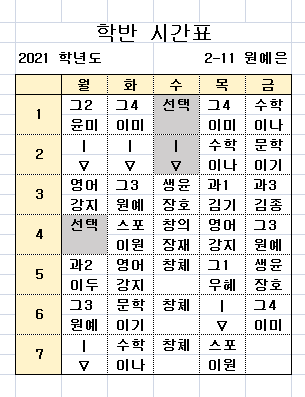 학반 시간표
2021 학년도 2-11 원예은
월 화 수 목 금
1 그2 그4 선택 그4 수학
윤미 이미 이미 이나
2 | | | 수학 문학
▽ ▽ ▽ 이나 이기
3 영어 그3 생윤 과1 과3
강지 원예 장호 김기 김종
4 선택 스포 창의 영어 그3
이원 장재 강지 원예
5 과2 영어 창체 그1 생윤
이두 강지 우혜 장호
6 그3 문학 창체 | 그4
원예 이기 ▽ 이미
7 | 수학 창체 스포
▽ 이나 이원